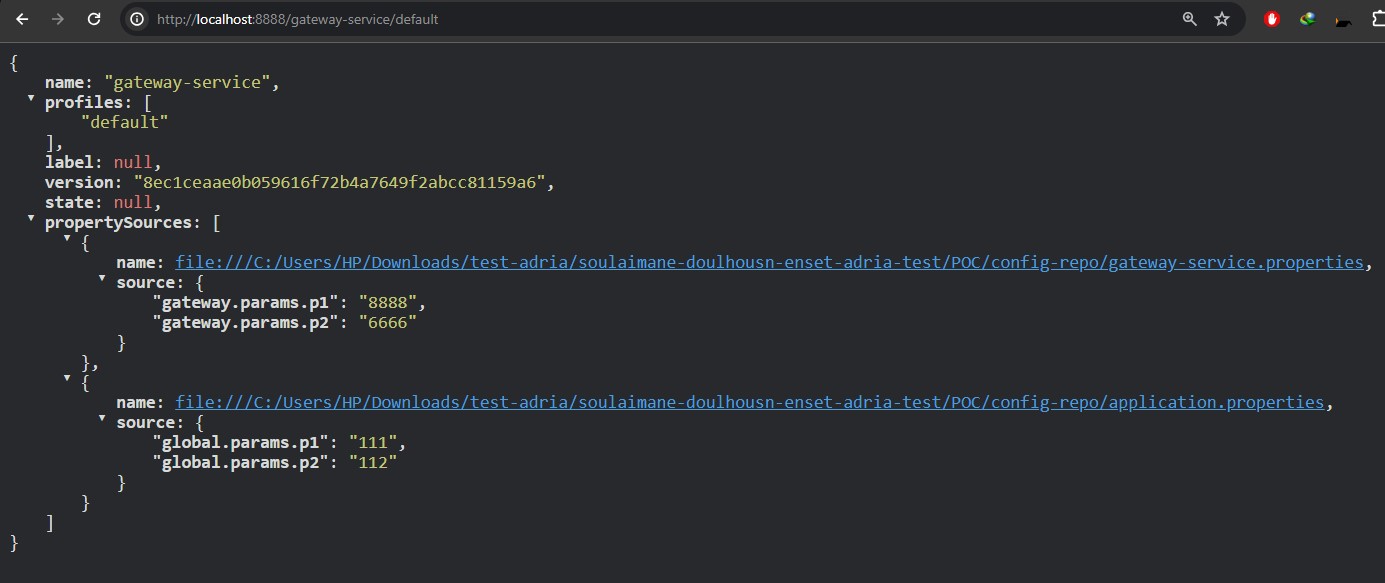 http://localhost:8888/gateway-service/default
{
name: "gateway-service",
profiles: [
"default"
],
label: null,
version: "8ec1ceaae0b059616f72b4a7649f2abcc81159a6",
state: null,
propertySources: [
{
name: file:///C:/Users/HP/Downloads/test-adria/soulaimane-doulhousn-enset-adria-test/POC/config-repo/gateway-service.properties,
source: {
"gateway.params.p1": "8888",
"gateway.params.p2": "6666"
}
},
{
name: file:///C:/Users/HP/Downloads/test-adria/soulaimane-doulhousn-enset-adria-test/POC/config-repo/application.properties,
source: {
"global.params.p1": "111",
"global.params.p2": "112"
}
}
]
}